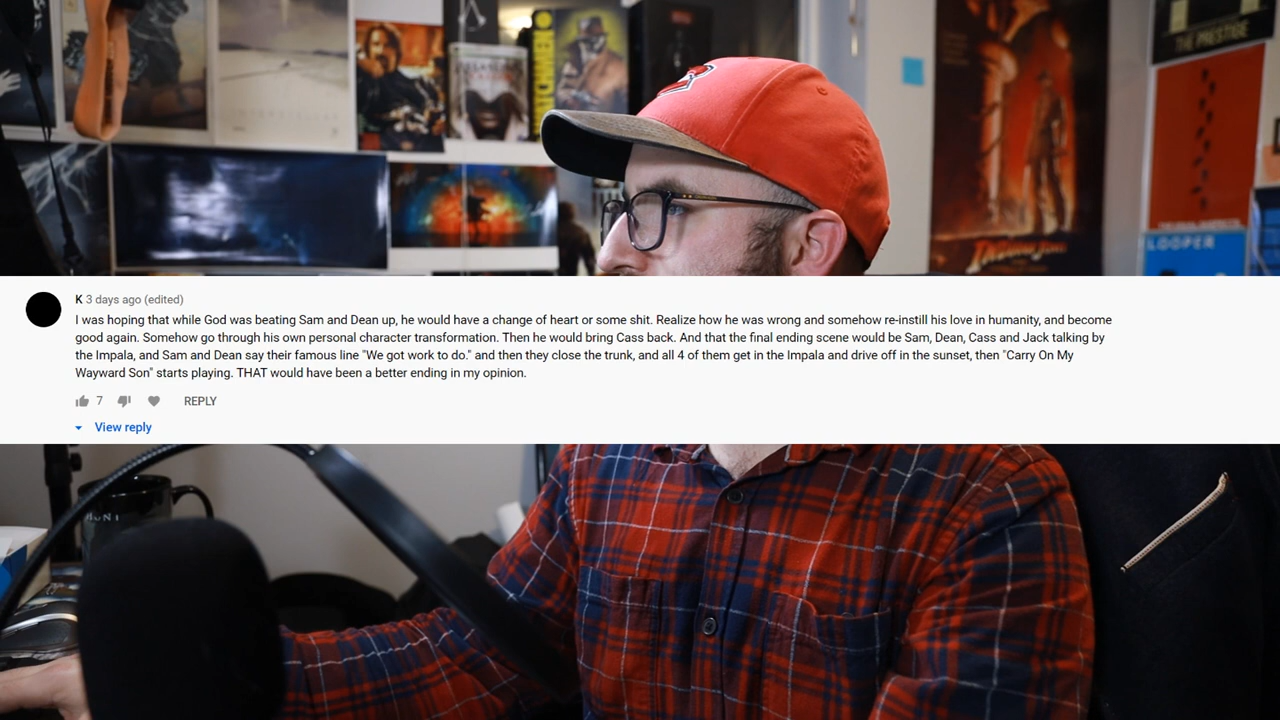 THE PRESTIGE
INDIANA JONES
LOOPER
K 3 days ago (edited)
I was hoping that while God was beating Sam and Dean up, he would have a change of heart or some shit. Realize how he was wrong and somehow re-instill his love in humanity, and become
good again. Somehow go through his own personal character transformation. Then he would bring Cass back. And that the final ending scene would be Sam, Dean, Cass and Jack talking by
the Impala, and Sam and Dean say their famous line "We got work to do." and then they close the trunk, and all 4 of them get in the Impala and drive off in the sunset, then "Carry On My
Wayward Son" starts playing. THAT would have been a better ending in my opinion.
7 REPLY
View reply